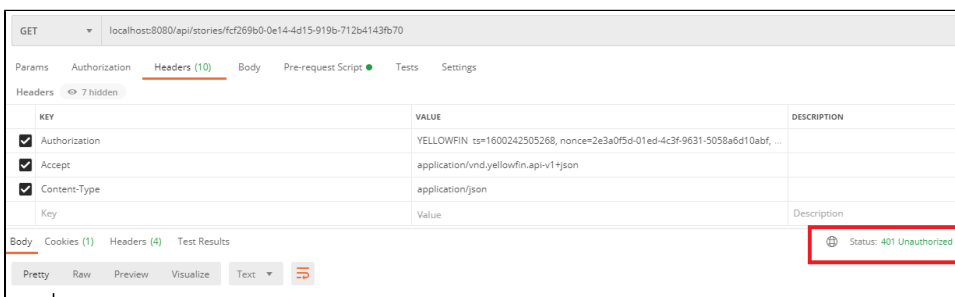 GET localhost:8080/api/stories/fcf269b0-0e14-4d15-919b-712b4143fb70
Params Authorization Headers (10) Body Pre-request Script Tests Settings
Headers 7 hidden
KEY VALUE DESCRIPTION
Authorization YELLOWFIN ts=1600242505268, nonce=2e3a0f5d-01ed-4c3f-9631-5058a6d10abf, ...
Accept application/vnd.yellowfin.api-v1+json
Content-Type application/json
Key Value Description
Body Cookies (1) Headers (4) Test Results Status: 401 Unauthorized
Pretty Raw Preview Visualize Text